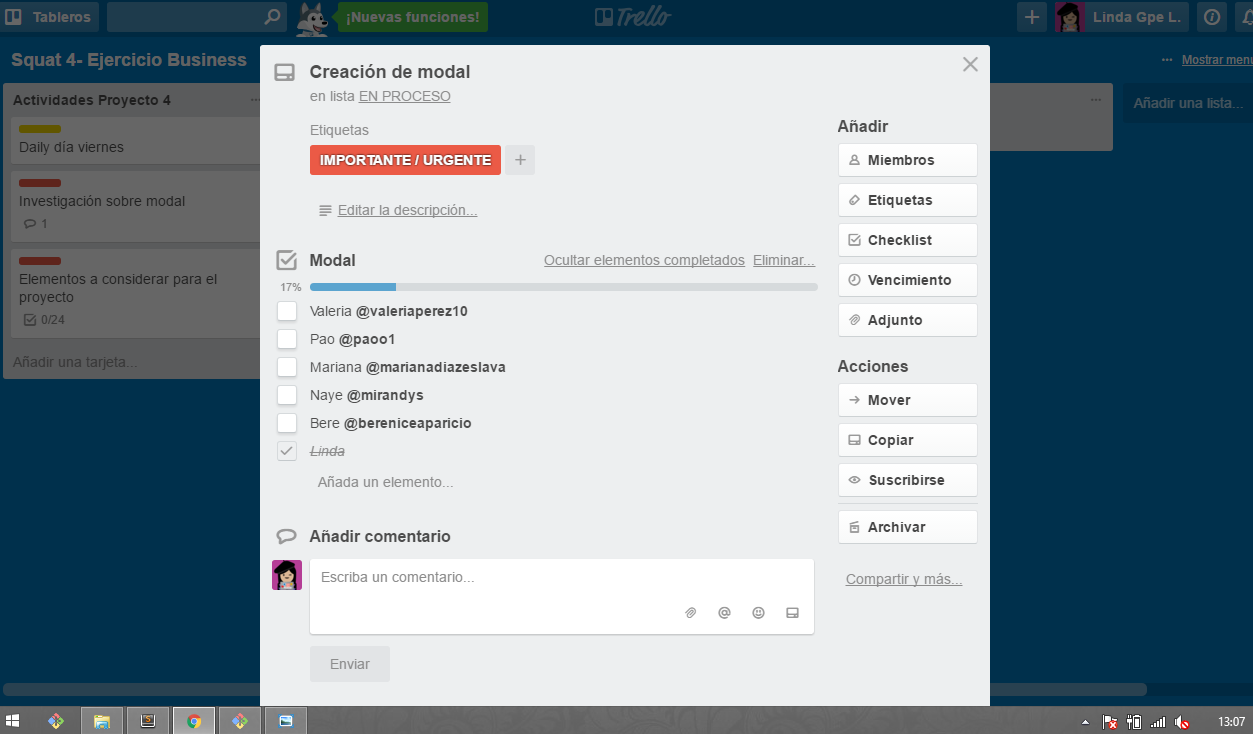 Tableros
¡Nuevas funciones!
Trello
Linda Gpe L.
Squat 4- Ejercicio Business
... Mostrar menú
Actividades Proyecto 4 ...
Daily día viernes
Investigación sobre modal
1
Elementos a considerar para el
proyecto
0/24
Añadir una tarjeta...
...
Añadir una lista...
Creación de modal
en lista EN PROCESO
Etiquetas
IMPORTANTE / URGENTE +
Editar la descripción...
Modal Ocultar elementos completados Eliminar...
17%
Valeria @valeriaperez10
Pao @paoo1
Mariana @marianadiazeslava
Naye @mirandys
Bere @bereniceaparicio
Linda
Añada un elemento...
Añadir comentario
Escriba un comentario...
Enviar
Añadir
Miembros
Etiquetas
Checklist
Vencimiento
Adjunto
Acciones
Mover
Copiar
Suscribirse
Archivar
Compartir y más...
13:07